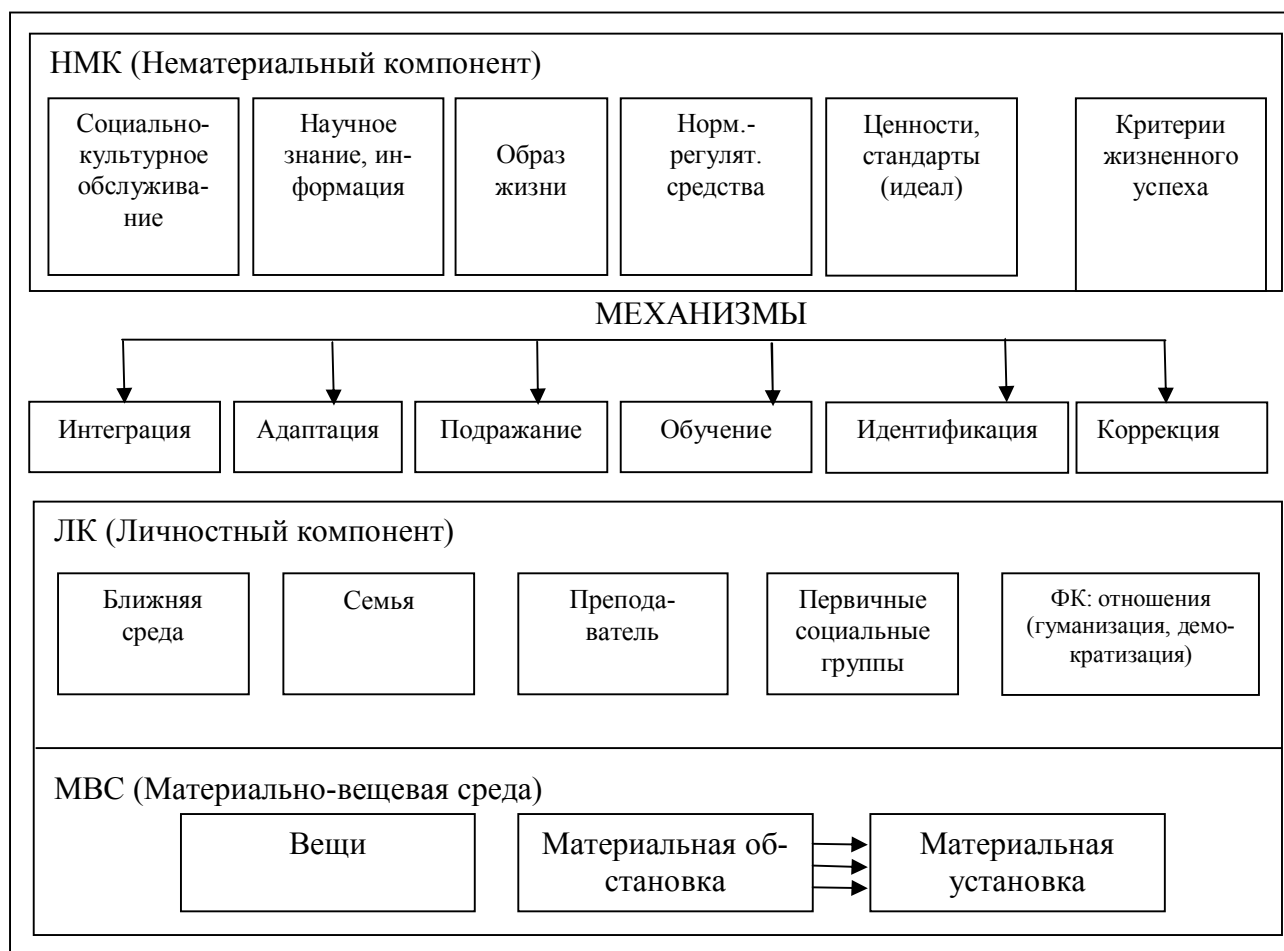 НМК (Нематериальный компонент)
Социально-
культурное
обслужива-
ние
Научное
знание, ин-
формация
Образ
жизни
Норм.-
регулят.
средства
Ценности,
стандарты
(идеал)
Критерии
жизненного
успеха
МЕХАНИЗМЫ
Интеграция
Адаптация
Подражание
Обучение
Идентификация
Коррекция
ЛК (Личностный компонент)
Ближняя
среда
Семья
Препода-
ватель
Первичные
социальные
группы
ФК: отношения
(гуманизация, демо-
кратизация)
МВС (Материально-вещевая среда)
Вещи
Материальная об-
становка
Материальная
установка